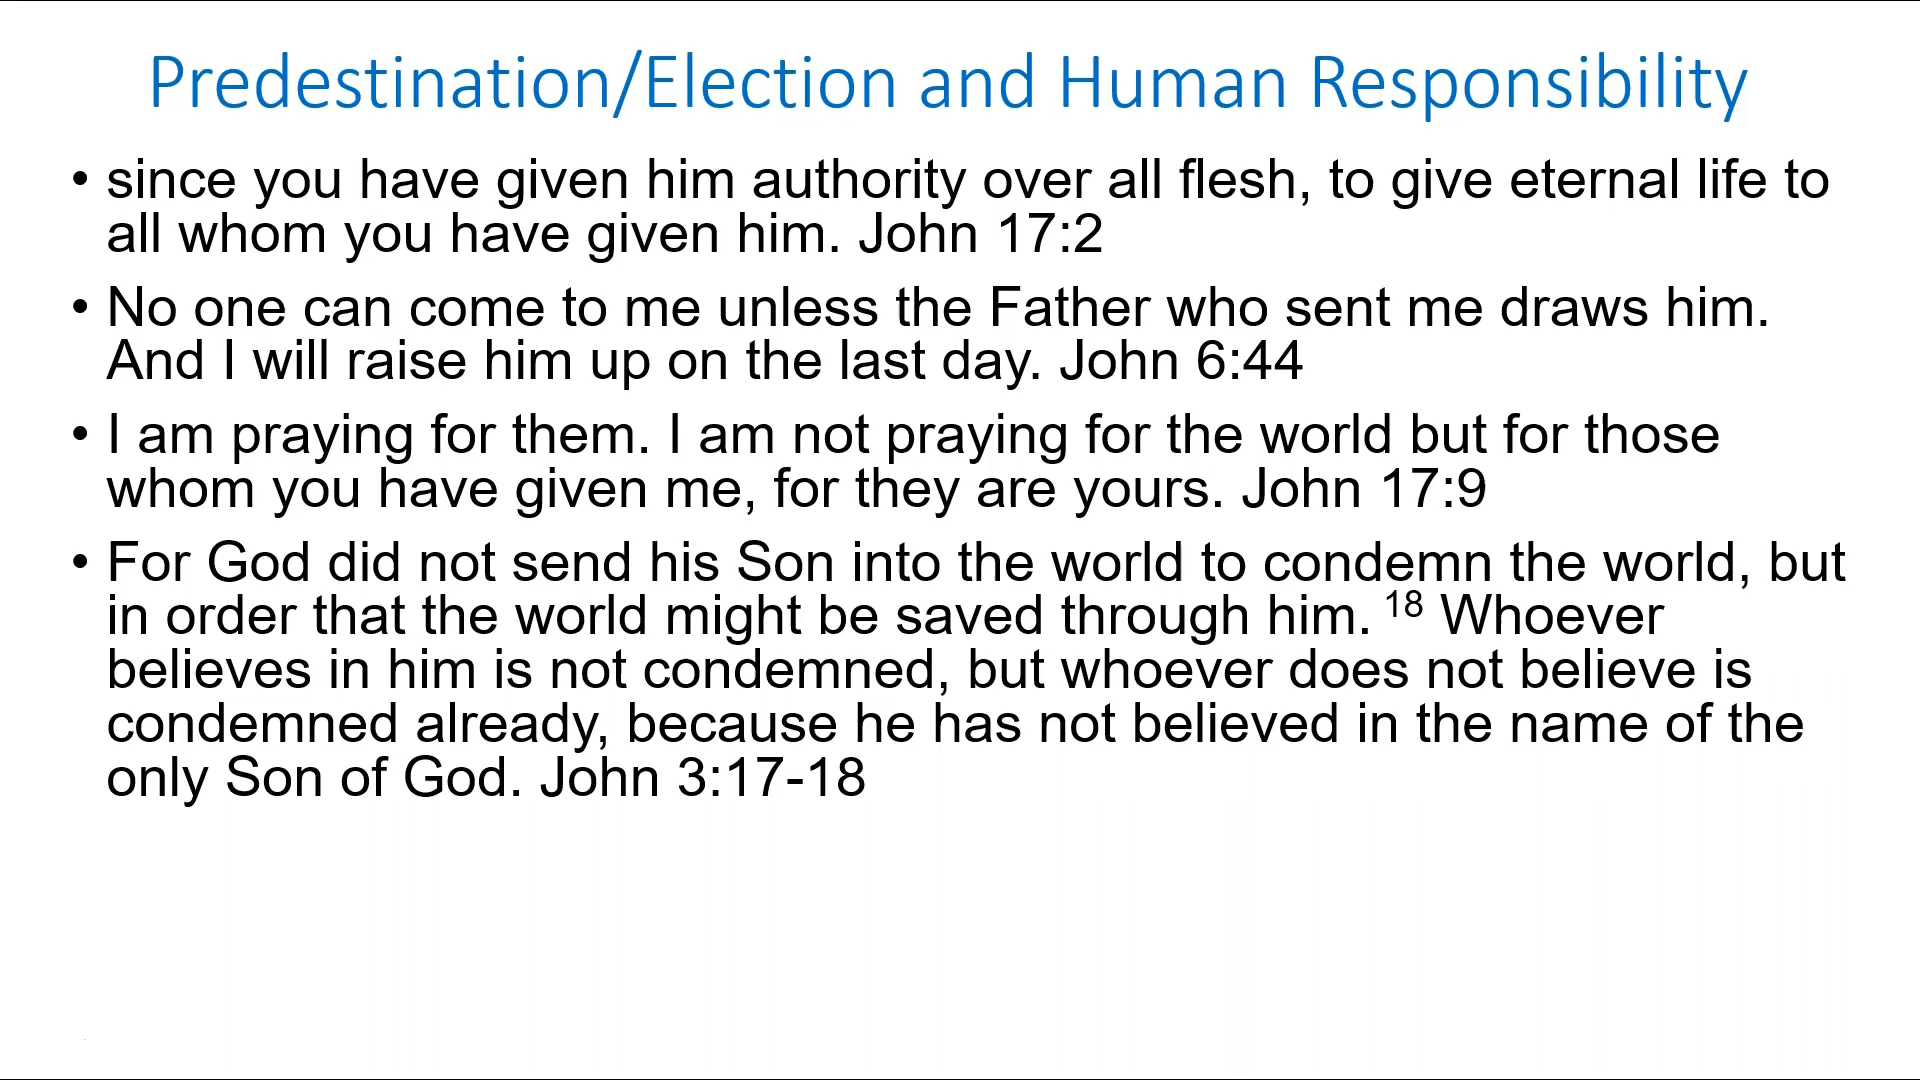 Predestination/Election and Human Responsibility
• since you have given him authority over all flesh, to give eternal life to
all whom you have given him. John 17:2
• No one can come to me unless the Father who sent me draws him.
And I will raise him up on the last day. John 6:44
• I am praying for them. I am not praying for the world but for those
whom you have given me, for they are yours. John 17:9
• For God did not send his Son into the world to condemn the world, but
in order that the world might be saved through him. 18 Whoever
believes in him is not condemned, but whoever does not believe is
condemned already, because he has not believed in the name of the
only Son of God. John 3:17-18